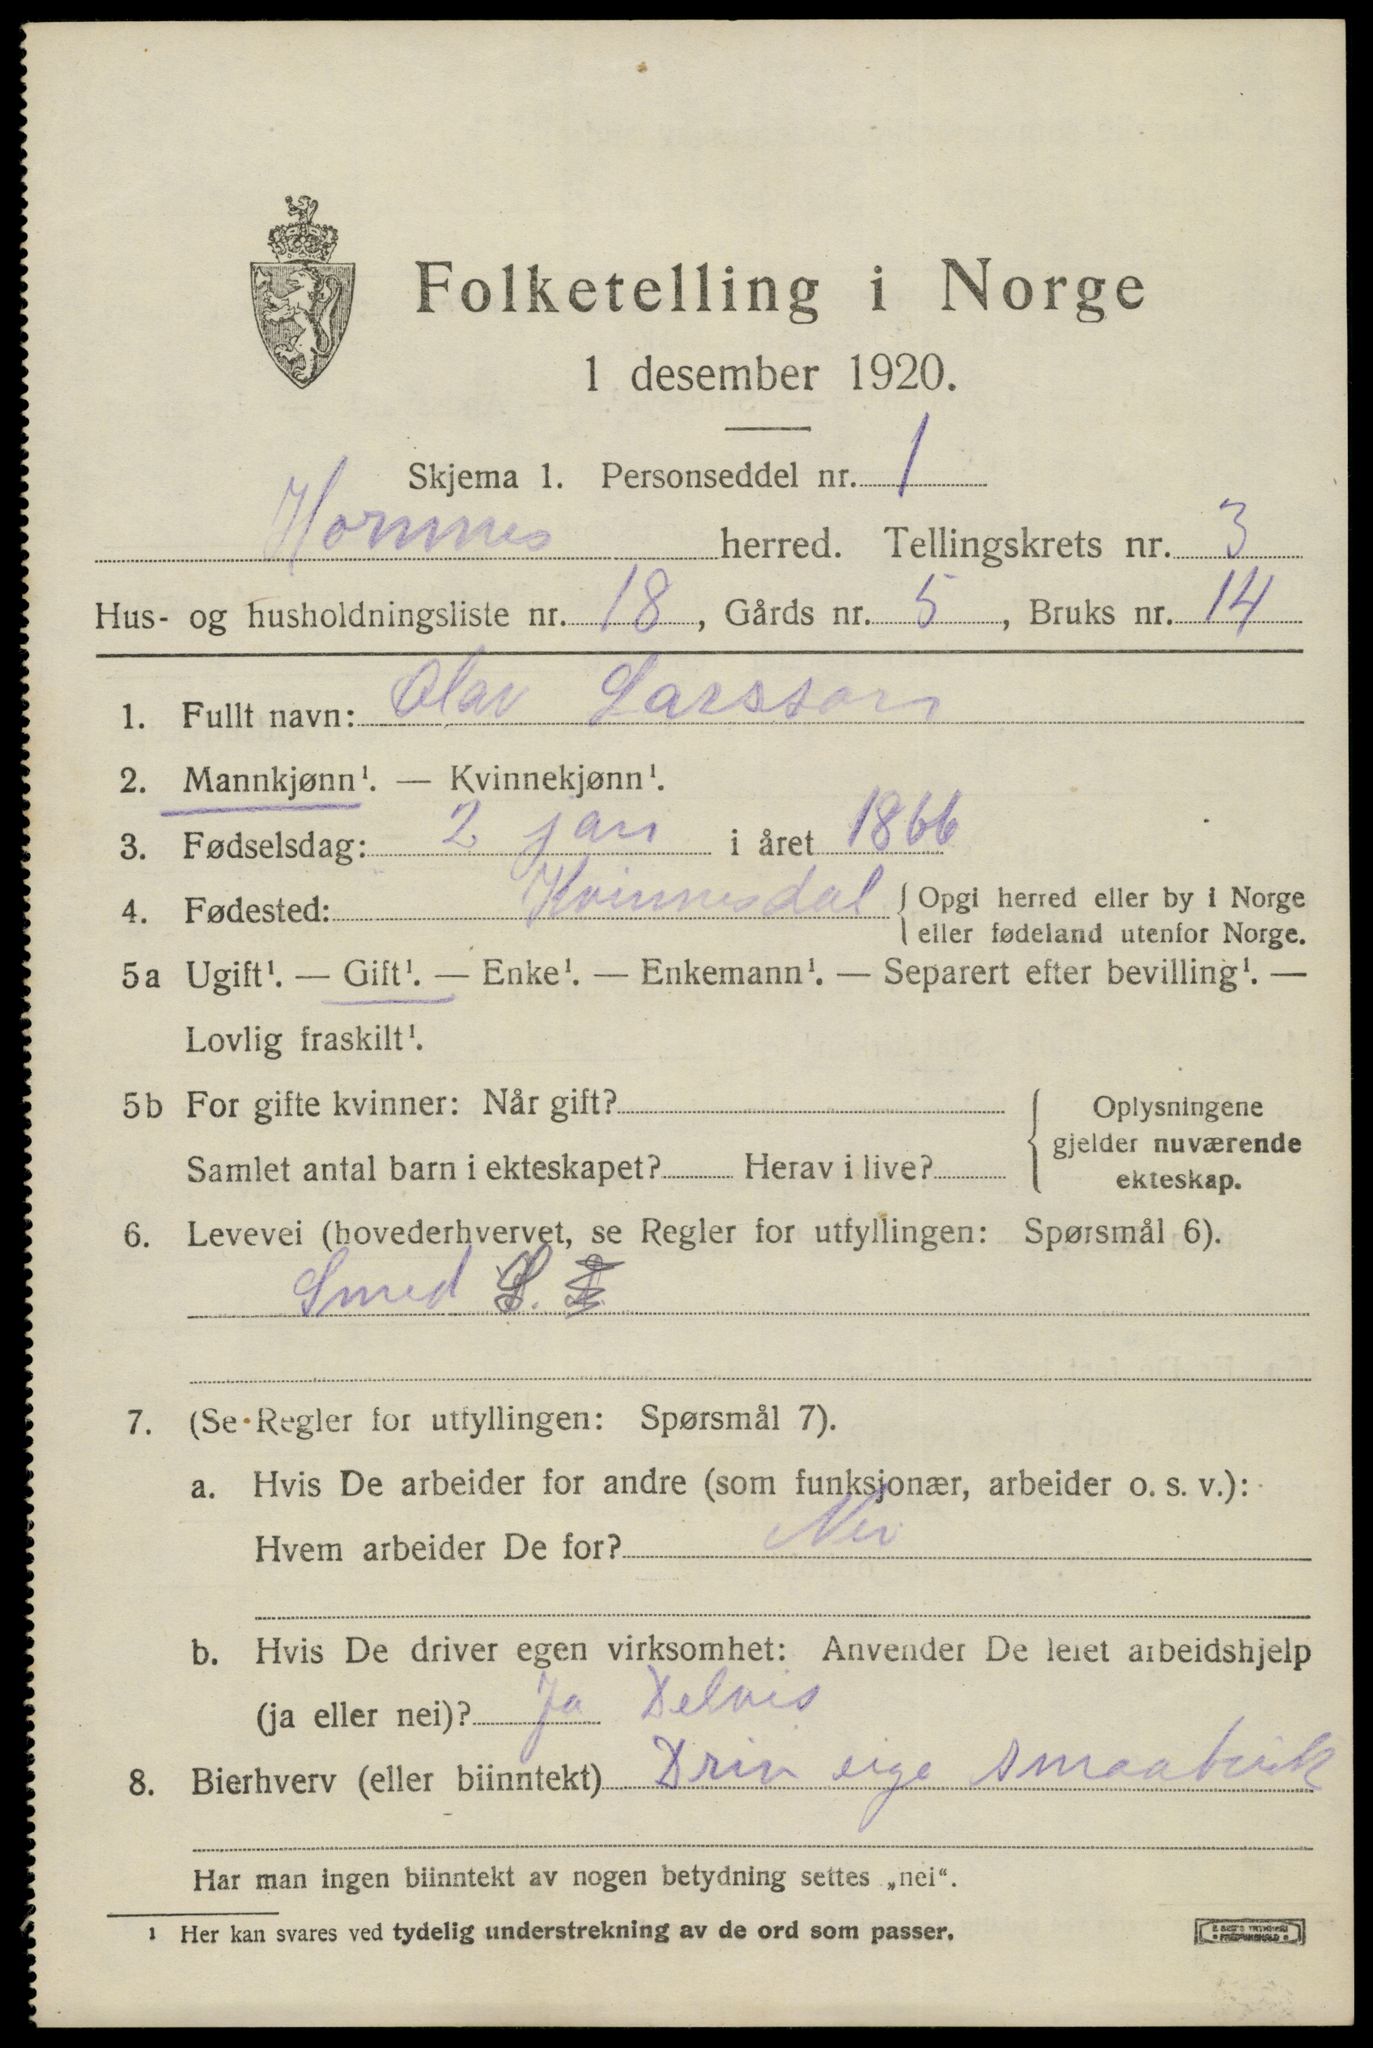 Folketelling i Norge
1 desember 1920.
Skjema 1. Personseddel nr. 1
Hornnes herred. Tellingskrets nr. 3
Hus- og husholdningsliste nr. 18, Gårds nr. 5, Bruks nr. 14
1. Fullt navn: Olav Larsson
2. Mannkjønn¹. — Kvinnekjønn¹.
3. Fødselsdag: 2 jan i året 1866
4. Fødested: Kvinnesdal { Opgi herred eller by i Norge
eller fødeland utenfor Norge.
5a Ugift¹. — Gift¹. — Enke¹. — Enkemann¹. — Separert efter bevilling¹. —
Lovlig fraskilt¹.
5b For gifte kvinner: Når gift?
Samlet antal barn i ekteskapet? Herav i live?
{ Oplysningene
gjelder nuværende
ekteskap.
6. Levevei (hovederhvervet, se Regler for utfyllingen: Spørsmål 6).
Smed S.
7. (Se Regler for utfyllingen: Spørsmål 7).
a. Hvis De arbeider for andre (som funksjonær, arbeider o. s. v.):
Hvem arbeider De for? Nei
b. Hvis De driver egen virksomhet: Anvender De leiet arbeidshjelp
(ja eller nei)? Ja Delvis
8. Bierhverv (eller biinntekt) Driv eige smaabruk
Har man ingen biinntekt av nogen betydning settes „nei“.
¹ Her kan svares ved tydelig understrekning av de ord som passer.